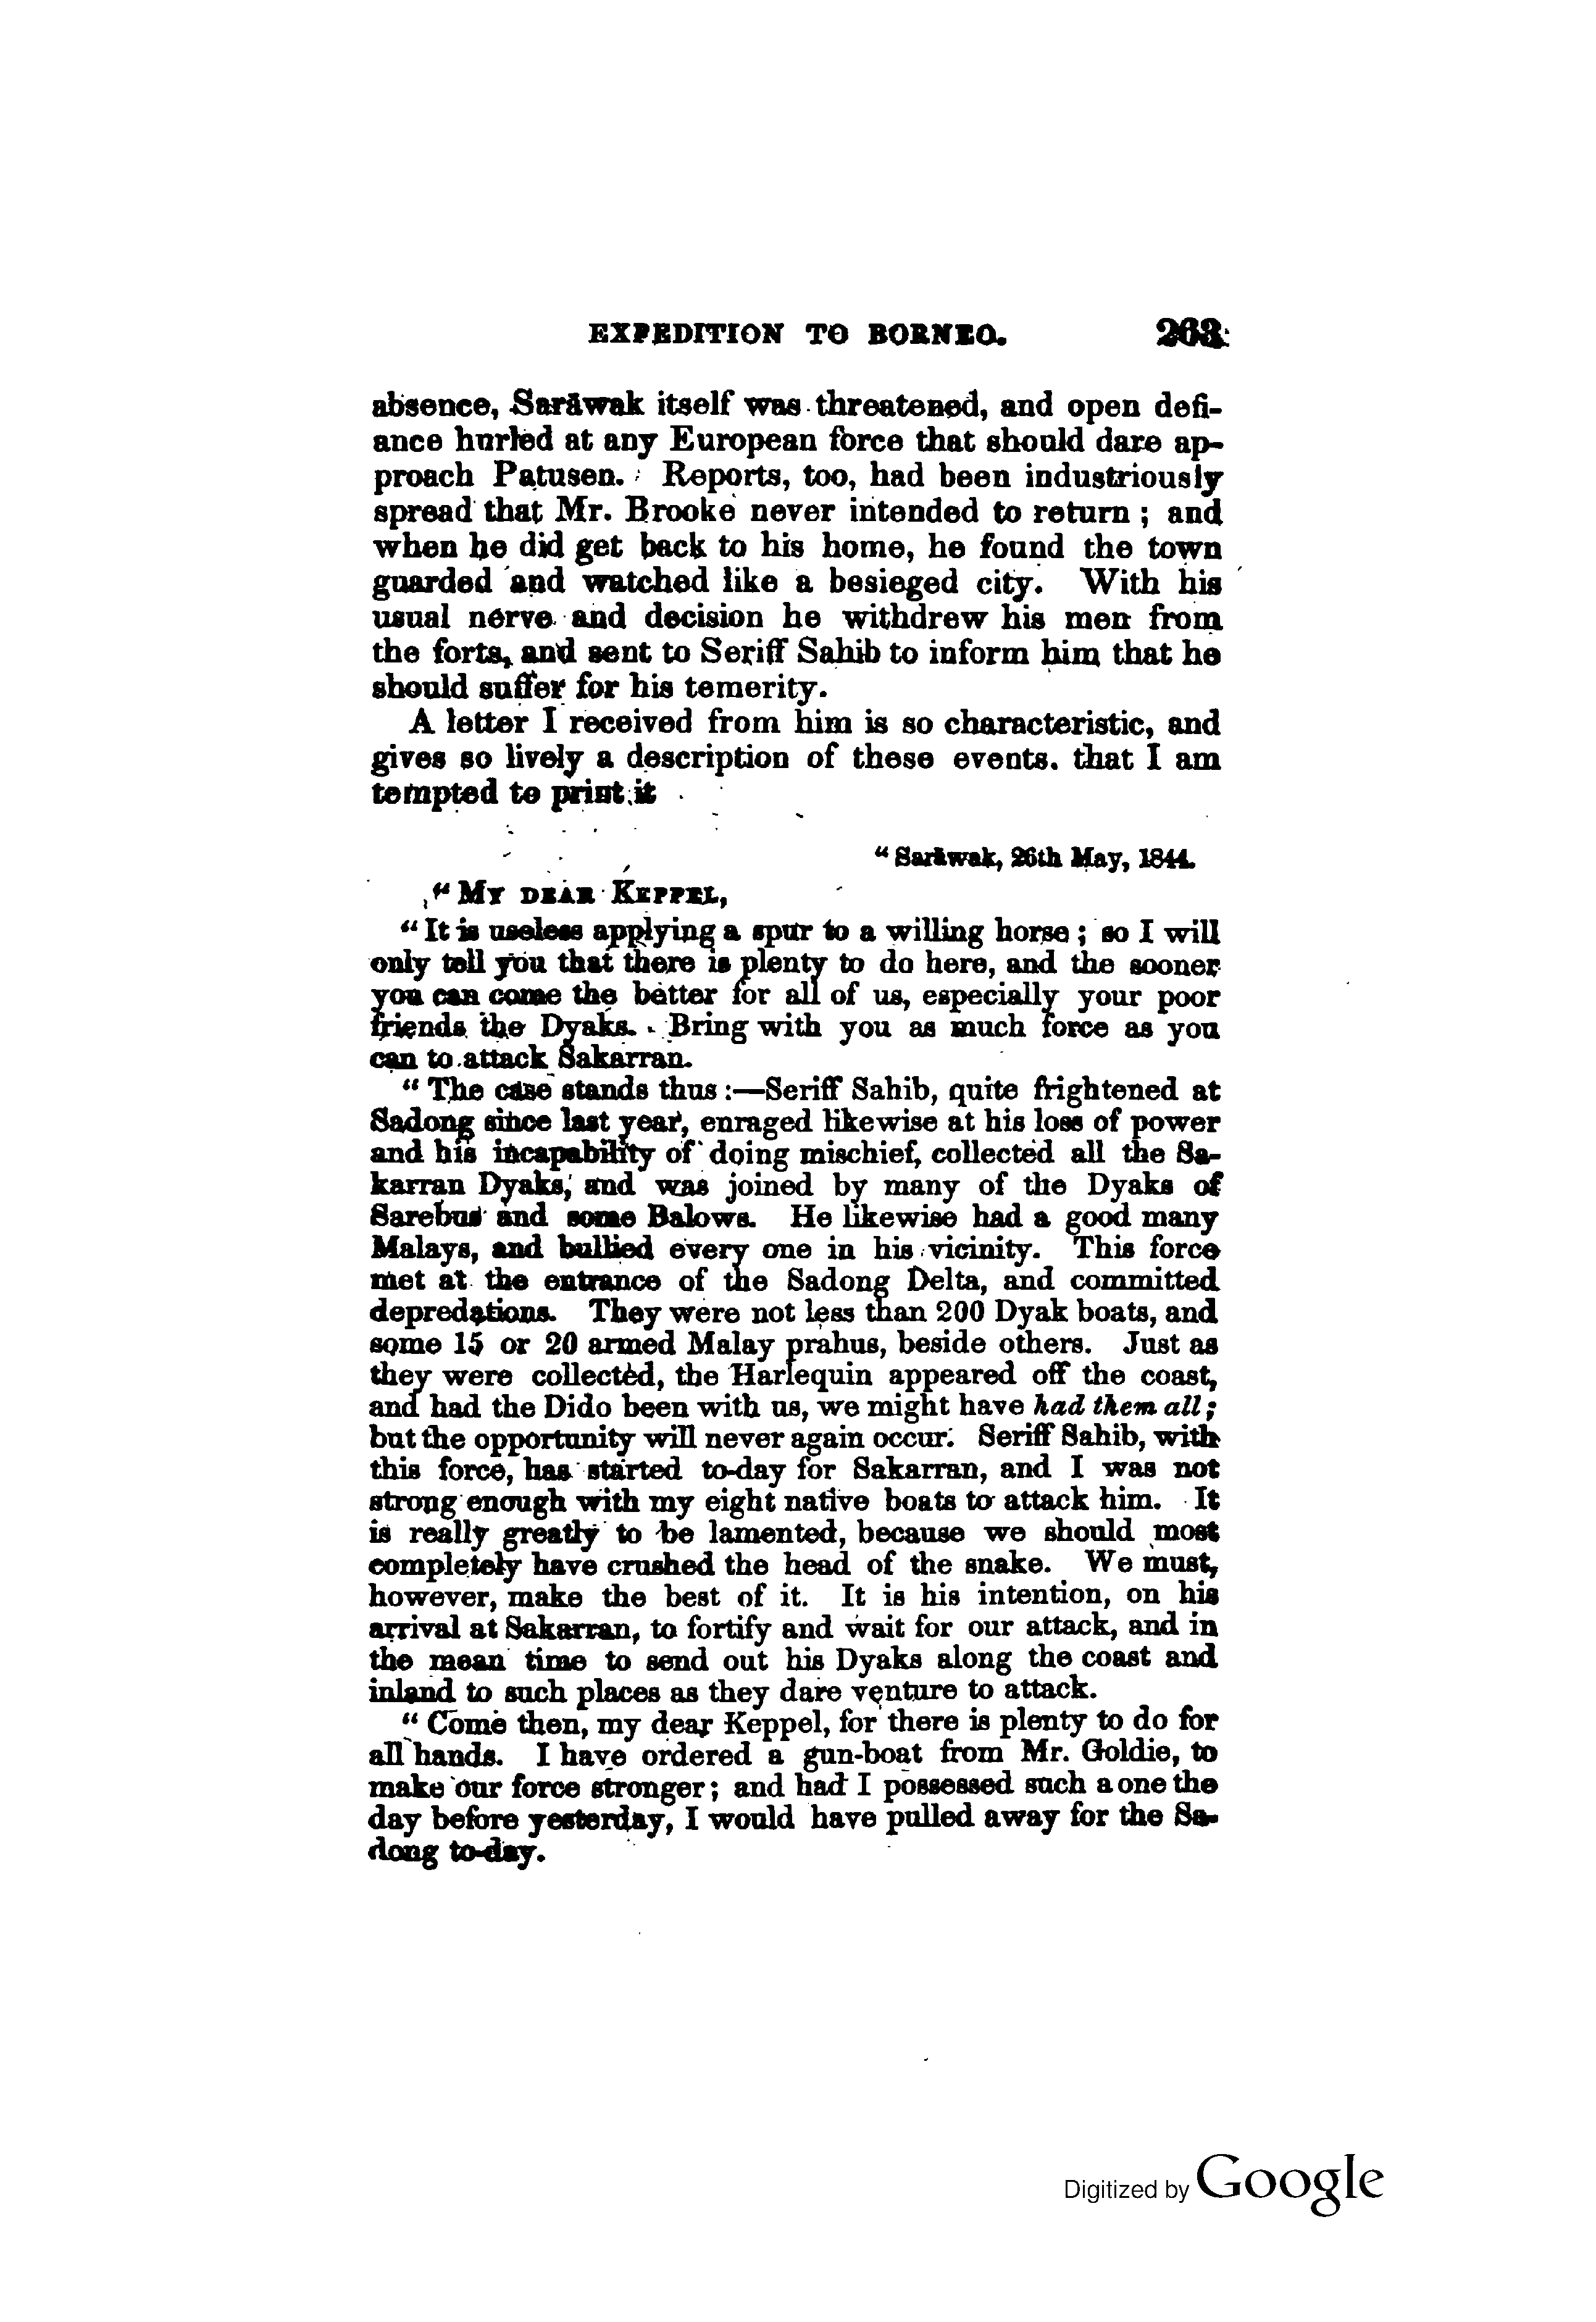 EXPEDITION TO BORNEO. 263
absence, Sarāwak itself was threatened, and open defi-
ance hurled at any European force that should dare ap-
proach Patusen. Reports, too, had been industriously
spread that Mr. Brooke never intended to return; and
when he did get back to his home, he found the town
guarded and watched like a besieged city. With his
usual nerve and decision he withdrew his men from
the forts, and sent to Seriff Sahib to inform him that he
should suffer for his temerity.
A letter I received from him is so characteristic, and
gives so lively a description of these events. that I am
tempted to print it
"Sarāwak, 26th May, 1844.
"MY DEAR KEPPEL,
"It is useless applying a spur to a willing horse; so I will
only tell you that there is plenty to do here, and the sooner
you can come the better for all of us, especially your poor
friends the Dyaks. Bring with you as much force as you
can to attack Sakarran.
"The case stands thus:—Seriff Sahib, quite frightened at
Sadong since last year, enraged likewise at his loss of power
and his incapability of doing mischief, collected all the Sa-
karran Dyaks, and was joined by many of the Dyaks of
Sarebus and some Balows. He likewise had a good many
Malays, and bullied every one in his vicinity. This force
met at the entrance of the Sadong Delta, and committed
depredations. They were not less than 200 Dyak boats, and
some 15 or 20 armed Malay prahus, beside others. Just as
they were collected, the Harlequin appeared off the coast,
and had the Dido been with us, we might have had them all;
but the opportunity will never again occur. Seriff Sahib, with
this force, has started to-day for Sakarran, and I was not
strong enough with my eight native boats to attack him. It
is really greatly to be lamented, because we should most
completely have crushed the head of the snake. We must,
however, make the best of it. It is his intention, on his
arrival at Sakarran, to fortify and wait for our attack, and in
the mean time to send out his Dyaks along the coast and
inland to such places as they dare venture to attack.
"Come then, my dear Keppel, for there is plenty to do for
all hands. I have ordered a gun-boat from Mr. Goldie, to
make our force stronger; and had I possessed such a one the
day before yesterday, I would have pulled away for the Sa-
dong to-day.
Digitized by Google